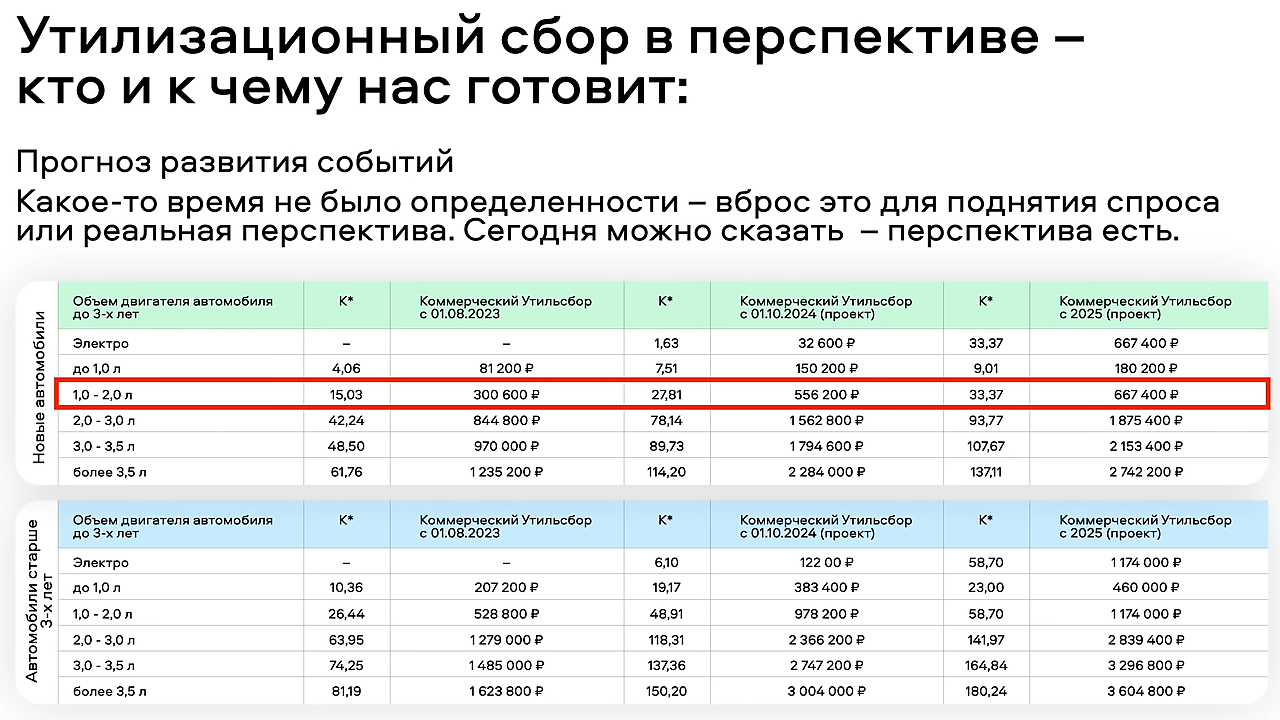 Утилизационный сбор в перспективе –
кто и к чему нас готовит:
Прогноз развития событий
Какое-то время не было определенности – вброс это для поднятия спроса
или реальная перспектива. Сегодня можно сказать – перспектива есть.
Новые автомобили
Объем двигателя автомобиля до 3-х лет | К* | Коммерческий Утильсбор с 01.08.2023 | К* | Коммерческий Утильсбор с 01.10.2024 (проект) | К* | Коммерческий Утильсбор с 2025 (проект)
Электро | – | – | 1,63 | 32 600 ₽ | 33,37 | 667 400 ₽
до 1,0 л | 4,06 | 81 200 ₽ | 7,51 | 150 200 ₽ | 9,01 | 180 200 ₽
1,0 - 2,0 л | 15,03 | 300 600 ₽ | 27,81 | 556 200 ₽ | 33,37 | 667 400 ₽
2,0 - 3,0 л | 42,24 | 844 800 ₽ | 78,14 | 1 562 800 ₽ | 93,77 | 1 875 400 ₽
3,0 - 3,5 л | 48,50 | 970 000 ₽ | 89,73 | 1 794 600 ₽ | 107,67 | 2 153 400 ₽
более 3,5 л | 61,76 | 1 235 200 ₽ | 114,20 | 2 284 000 ₽ | 137,11 | 2 742 200 ₽
Автомобили старше 3-х лет
Объем двигателя автомобиля до 3-х лет | К* | Коммерческий Утильсбор с 01.08.2023 | К* | Коммерческий Утильсбор с 01.10.2024 (проект) | К* | Коммерческий Утильсбор с 2025 (проект)
Электро | – | – | 6,10 | 122 00 ₽ | 58,70 | 1 174 000 ₽
до 1,0 л | 10,36 | 207 200 ₽ | 19,17 | 383 400 ₽ | 23,00 | 460 000 ₽
1,0 - 2,0 л | 26,44 | 528 800 ₽ | 48,91 | 978 200 ₽ | 58,70 | 1 174 000 ₽
2,0 - 3,0 л | 63,95 | 1 279 000 ₽ | 118,31 | 2 366 200 ₽ | 141,97 | 2 839 400 ₽
3,0 - 3,5 л | 74,25 | 1 485 000 ₽ | 137,36 | 2 747 200 ₽ | 164,84 | 3 296 800 ₽
более 3,5 л | 81,19 | 1 623 800 ₽ | 150,20 | 3 004 000 ₽ | 180,24 | 3 604 800 ₽